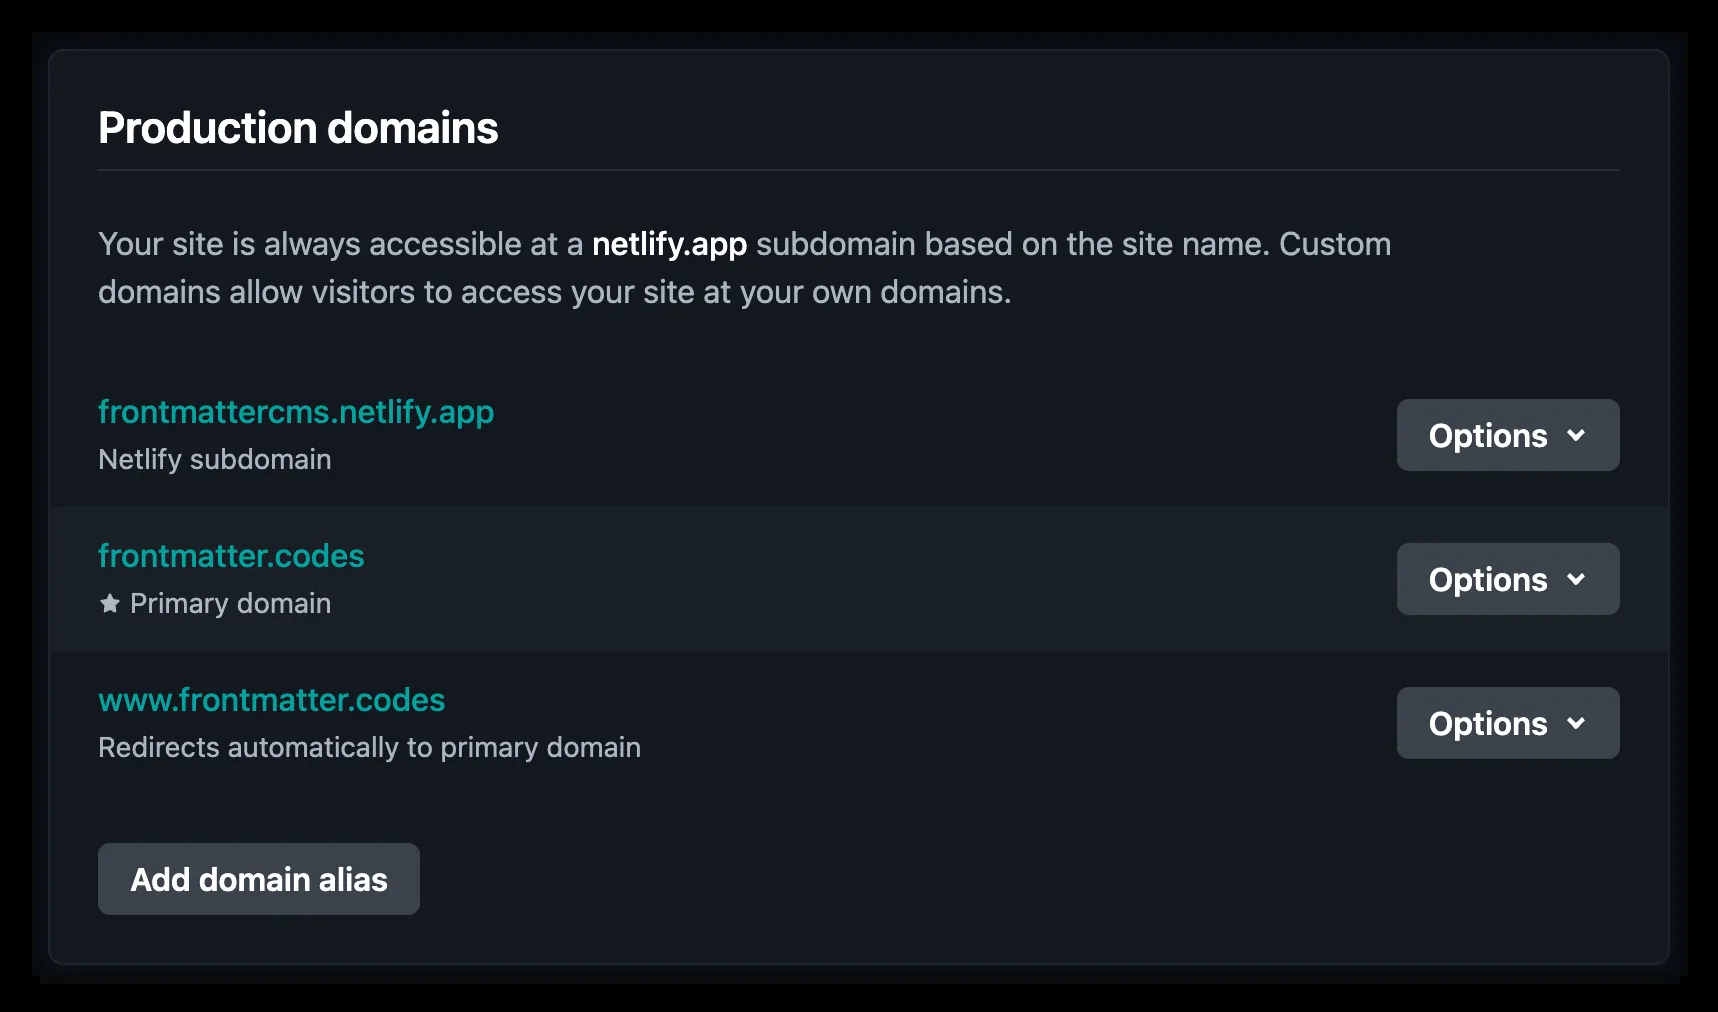 Production domains
Your site is always accessible at a netlify.app subdomain based on the site name. Custom
domains allow visitors to access your site at your own domains.
frontmattercms.netlify.app
Netlify subdomain
Options
frontmatter.codes
Primary domain
Options
www.frontmatter.codes
Redirects automatically to primary domain
Options
Add domain alias